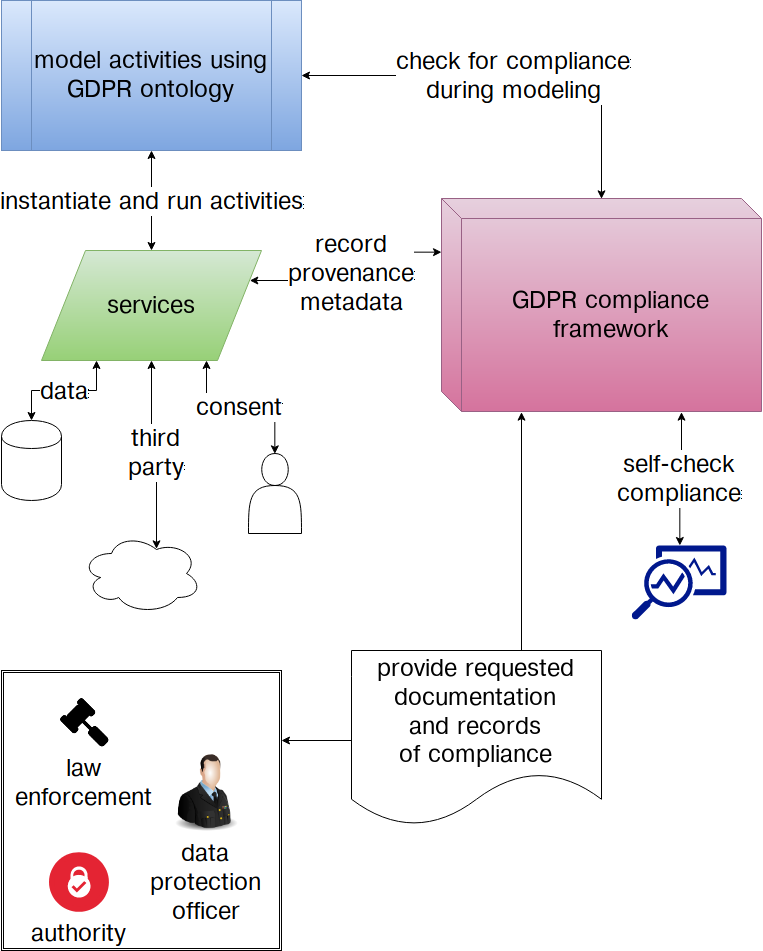 model activities using
GDPR ontology
check for compliance
during modeling
instantiate and run activities
record
provenance
metadata
services
GDPR compliance
framework
data
consent
third
party
self-check
compliance
provide requested
documentation
and records
of compliance
law
enforcement
data
protection
officer
authority